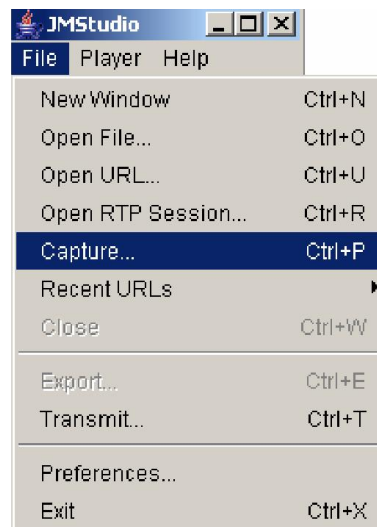 JMStudio
File Player Help
New Window Ctrl+N
Open File... Ctrl+O
Open URL... Ctrl+U
Open RTP Session... Ctrl+R
Capture... Ctrl+P
Recent URLs
Close Ctrl+W
Export... Ctrl+E
Transmit... Ctrl+T
Preferences...
Exit Ctrl+X